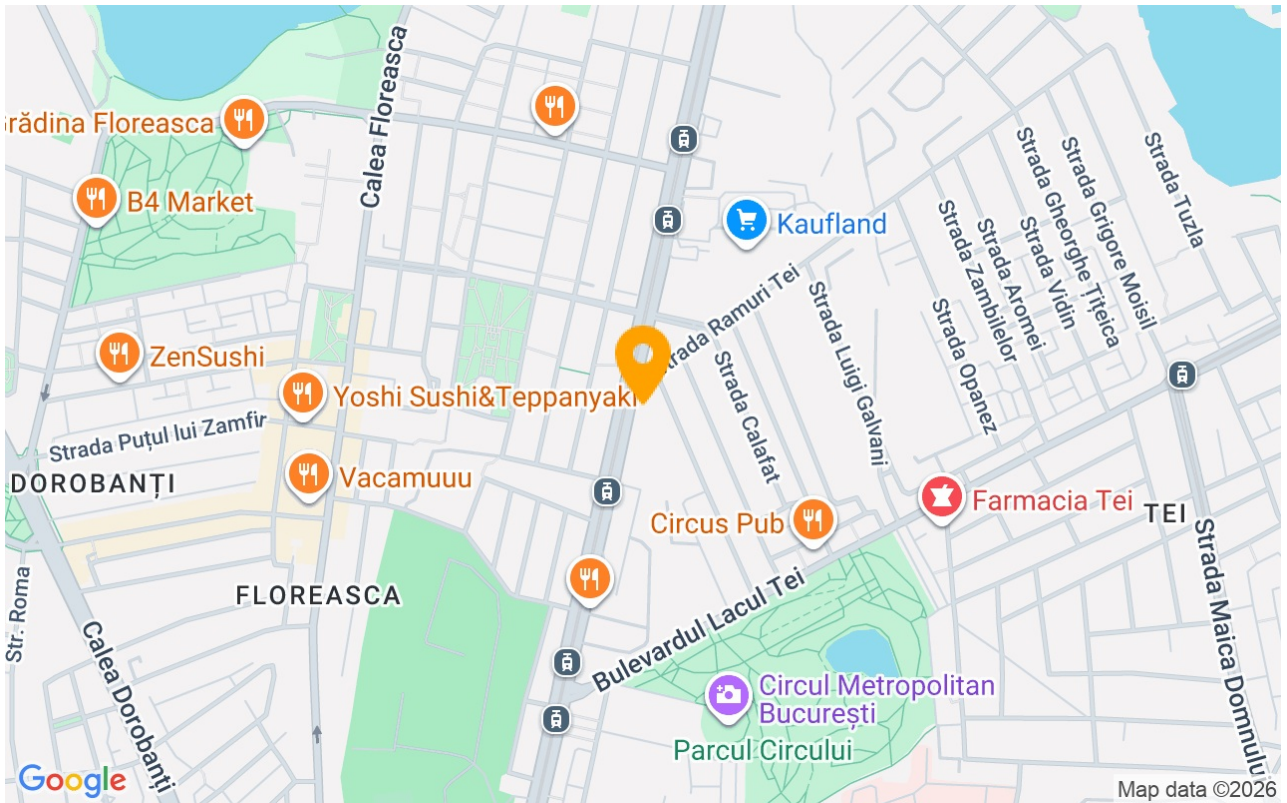 Calea Floreasca
Grădina Floreasca
B4 Market
Kaufland
Strada Tuzla
Strada Grigore Moisil
Strada Gheorghe Țițeica
Strada Vidin
Strada Aromei
Strada Zambilelor
Strada Opanez
Strada Luigi Galvani
Strada Ramuri Tei
Strada Calafat
ZenSushi
Yoshi Sushi&Teppanyaki
Strada Puțul lui Zamfir
Vacamuuu
DOROBANȚI
Circus Pub
Farmacia Tei
TEI
Strada Maica Domnului
FLOREASCA
Str. Roma
Calea Dorobanți
Bulevardul Lacul Tei
Circul Metropolitan
București
Parcul Circului
Google
Map data ©2026